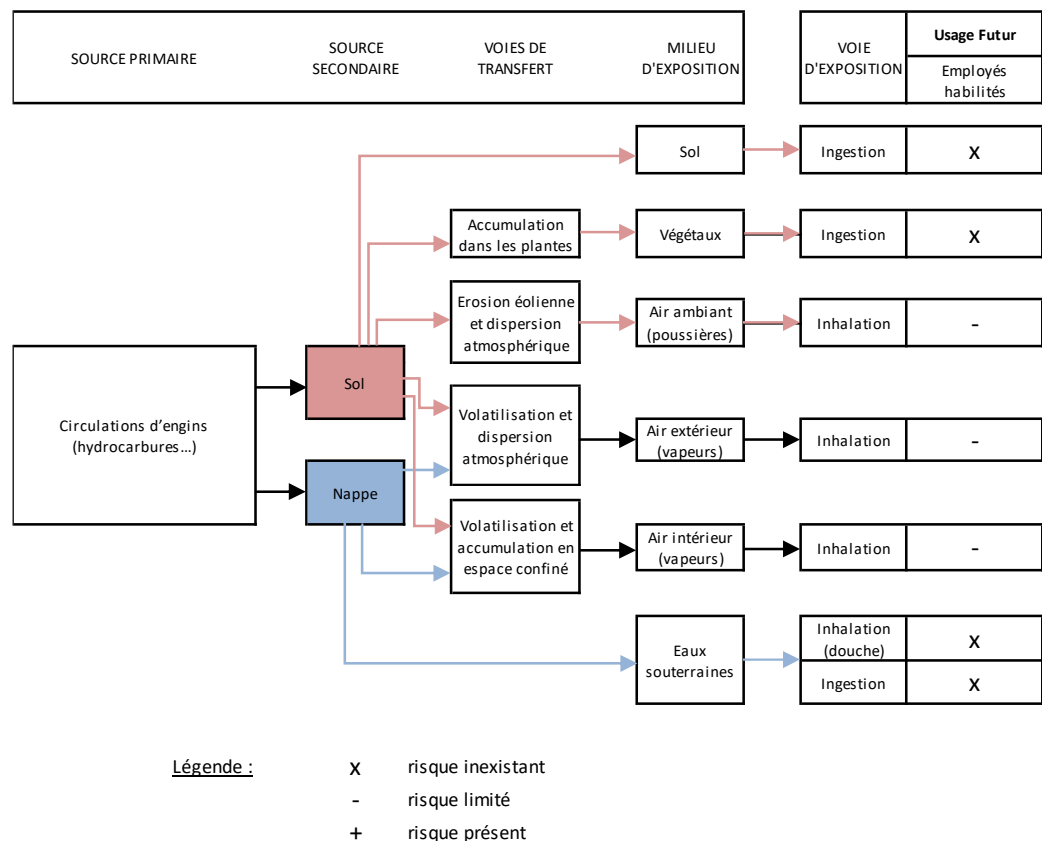 SOURCE PRIMAIRE
SOURCE
SECONDAIRE
VOIES DE
TRANSFERT
MILIEU
D'EXPOSITION
VOIE
D'EXPOSITION
Usage Futur
Employés
habilités
Sol
Ingestion
X
Accumulation
dans les plantes
Végétaux
Ingestion
X
Erosion éolienne
et dispersion
atmosphérique
Air ambiant
(poussières)
Inhalation
-
Circulations d’engins
(hydrocarbures…)
Sol
Volatilisation et
dispersion
atmosphérique
Air extérieur
(vapeurs)
Inhalation
-
Nappe
Volatilisation et
accumulation en
espace confiné
Air intérieur
(vapeurs)
Inhalation
-
Eaux
souterraines
Inhalation
(douche)
X
Ingestion
X
Légende :
X risque inexistant
- risque limité
+ risque présent